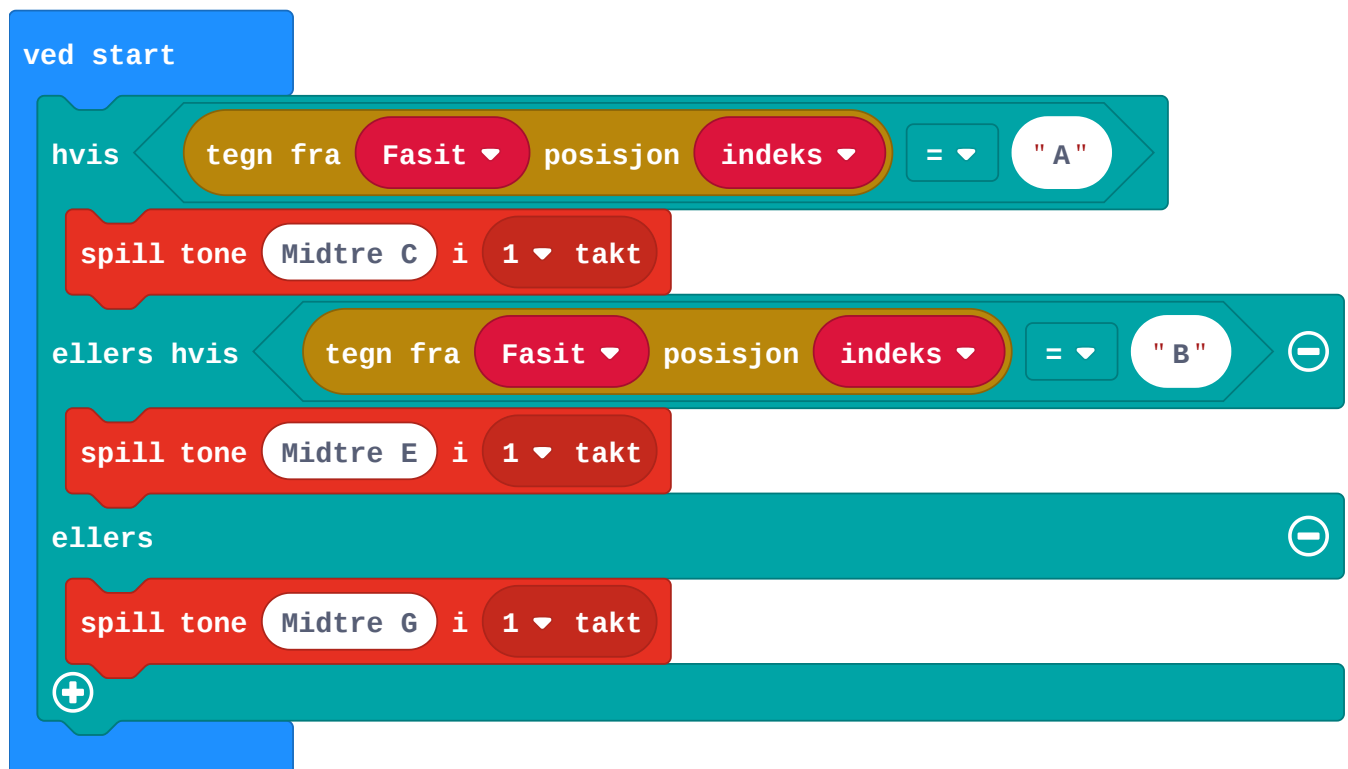 ved start
hvis tegn fra Fasit posisjon indeks = "A"
spill tone Midtre C i 1 takt
ellers hvis tegn fra Fasit posisjon indeks = "B"
spill tone Midtre E i 1 takt
ellers
spill tone Midtre G i 1 takt